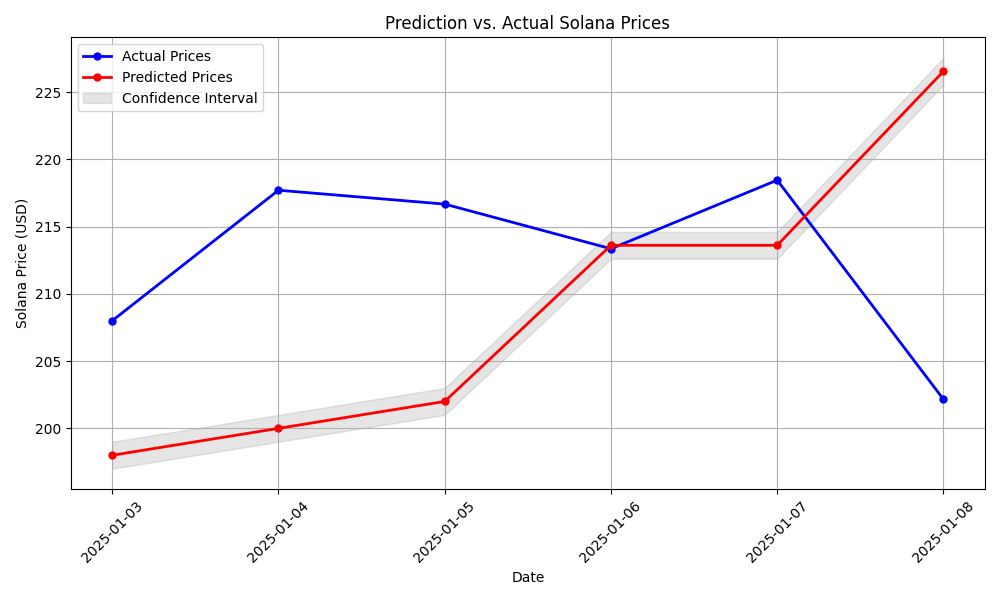 Prediction vs. Actual Solana Prices
Actual Prices
Predicted Prices
Confidence Interval
Solana Price (USD)
225
220
215
210
205
200
2025-01-03
2025-01-04
2025-01-05
2025-01-06
2025-01-07
2025-01-08
Date